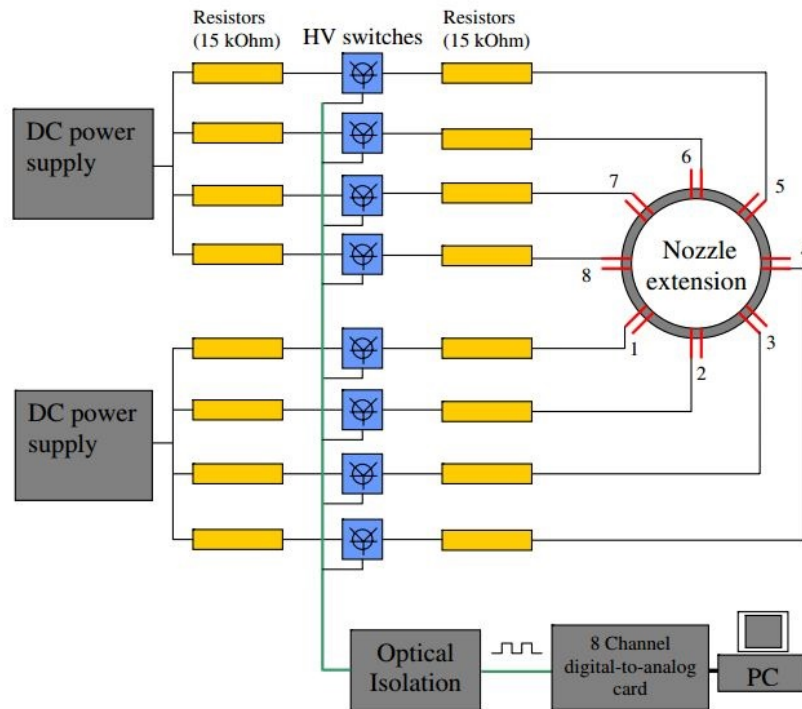 Resistors
(15 kOhm)
HV switches
Resistors
(15 kOhm)
DC power
supply
6
5
7
Nozzle
extension
8
1
2
3
DC power
supply
Optical
Isolation
8 Channel
digital-to-analog
card
PC